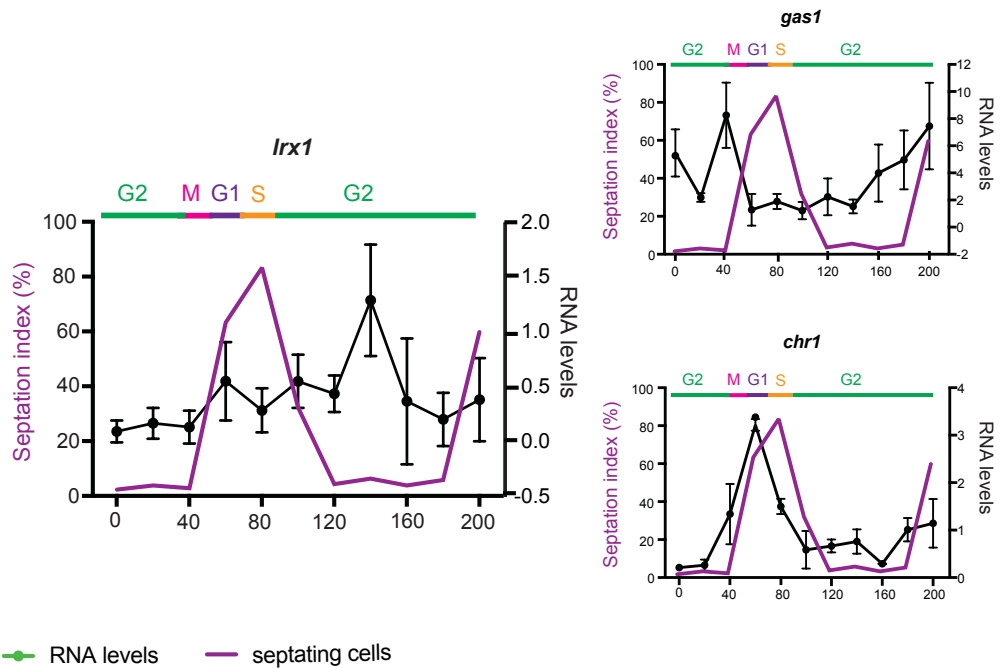 lrx1
G2 M G1 S G2
Septation index (%)
100
80
60
40
20
0
2.0
1.5
1.0
0.5
0.0
-0.5
RNA levels
0 40 80 120 160 200
gas1
G2 M G1 S G2
Septation index (%)
100
80
60
40
20
0
12
10
8
6
4
2
0
-2
RNA levels
0 40 80 120 160 200
chr1
G2 M G1 S G2
Septation index (%)
100
80
60
40
20
0
4
3
2
1
0
RNA levels
0 40 80 120 160 200
RNA levels septating cells